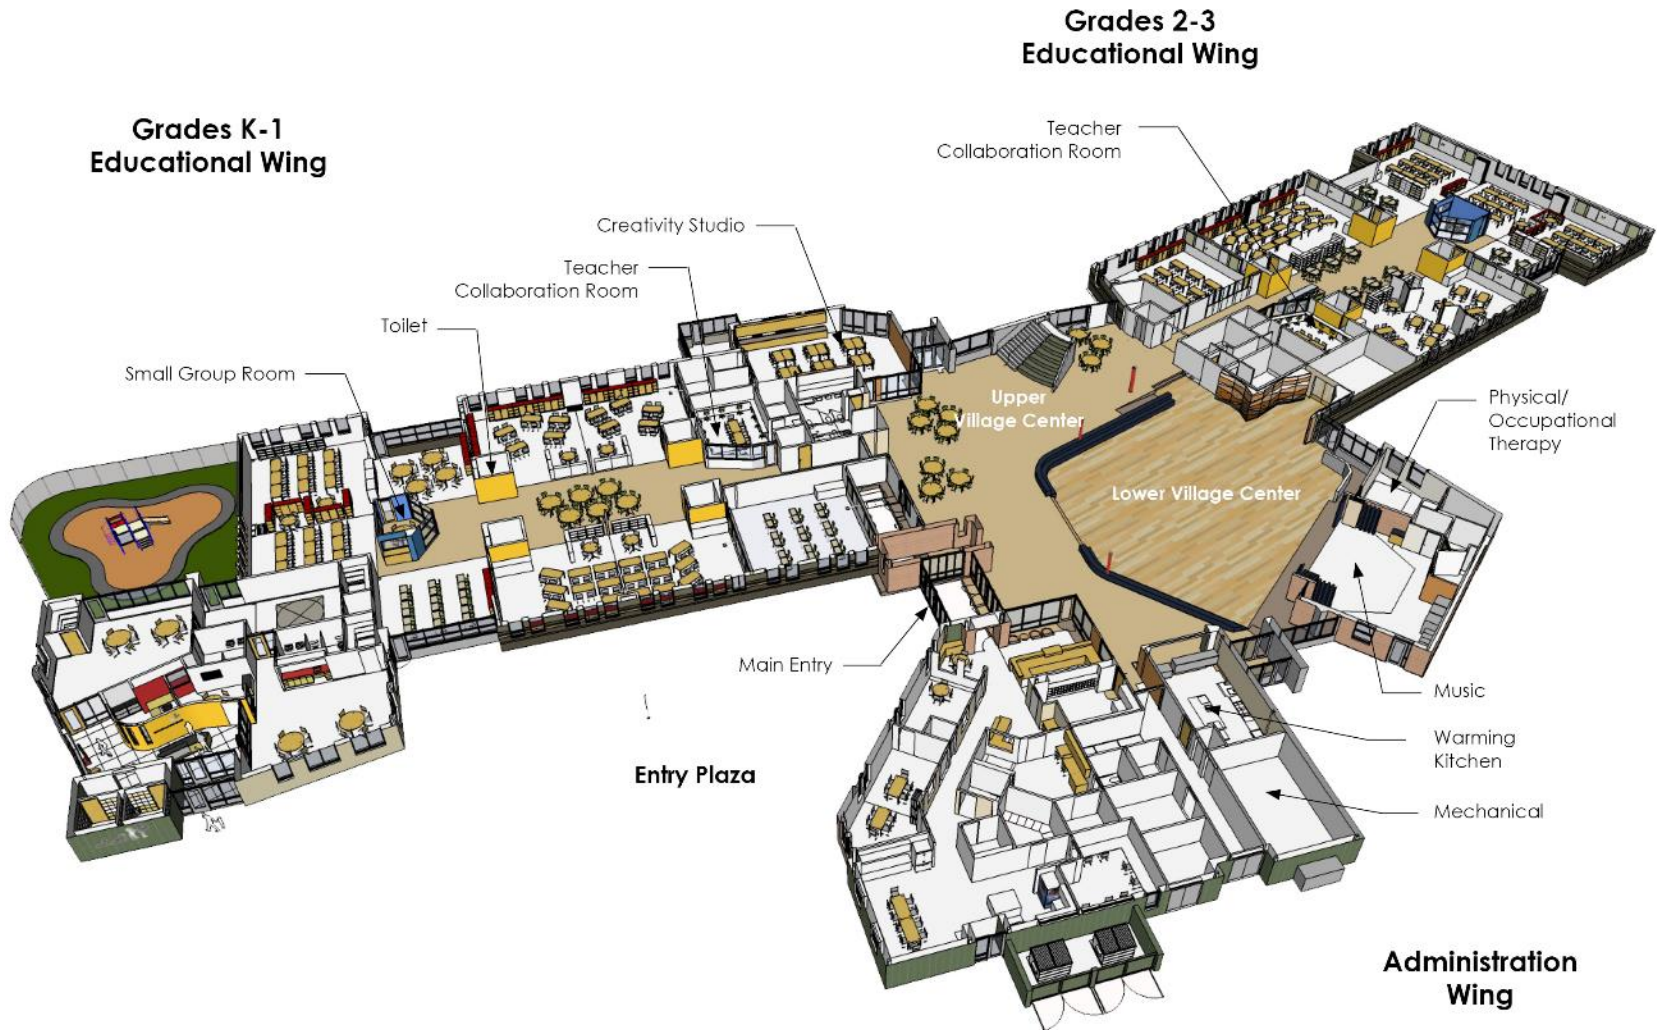 Grades 2-3
Educational Wing
Grades K-1
Educational Wing
Teacher
Collaboration Room
Creativity Studio
Teacher
Collaboration Room
Toilet
Small Group Room
Upper
Village Center
Physical/
Occupational
Therapy
Lower Village Center
Main Entry
Music
Warming
Kitchen
Entry Plaza
Mechanical
Administration
Wing